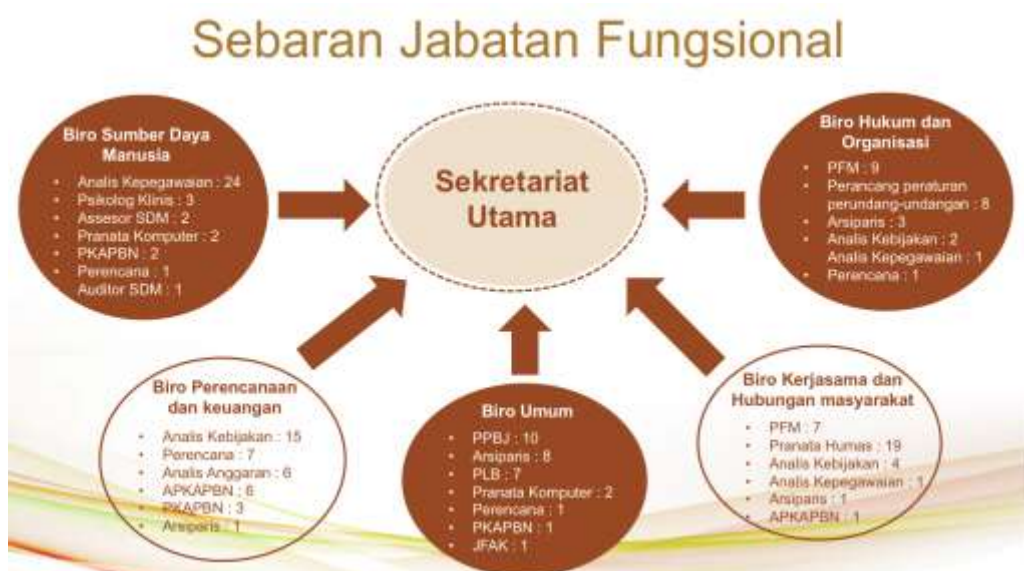 Sebaran Jabatan Fungsional
Biro Sumber Daya
Manusia
• Analis Kepegawaian : 24
• Psikolog Klinis : 3
• Assesor SDM : 2
• Pranata Komputer : 2
• PKAPBN : 2
• Perencana : 1
Auditor SDM : 1
Sekretariat
Utama
Biro Hukum dan
Organisasi
• PFM : 9
• Perancang peraturan
perundang-undangan : 8
• Arsiparis : 3
• Analis Kebijakan : 2
Analis Kepegawaian : 1
• Perencana : 1
Biro Perencanaan
dan keuangan
• Analis Kebijakan : 15
• Perencana : 7
• Analis Anggaran : 6
• APKAPBN : 6
• PKAPBN : 3
• Arsiparis : 1
Biro Umum
• PPBJ : 10
• Arsiparis : 8
• PLB : 7
• Pranata Komputer : 2
• Perencana : 1
• PKAPBN : 1
• JFAK : 1
Biro Kerjasama dan
Hubungan masyarakat
• PFM : 7
• Pranata Humas : 19
• Analis Kebijakan : 4
• Analis Kepegawaian : 1
• Arsiparis : 1
• APKAPBN : 1